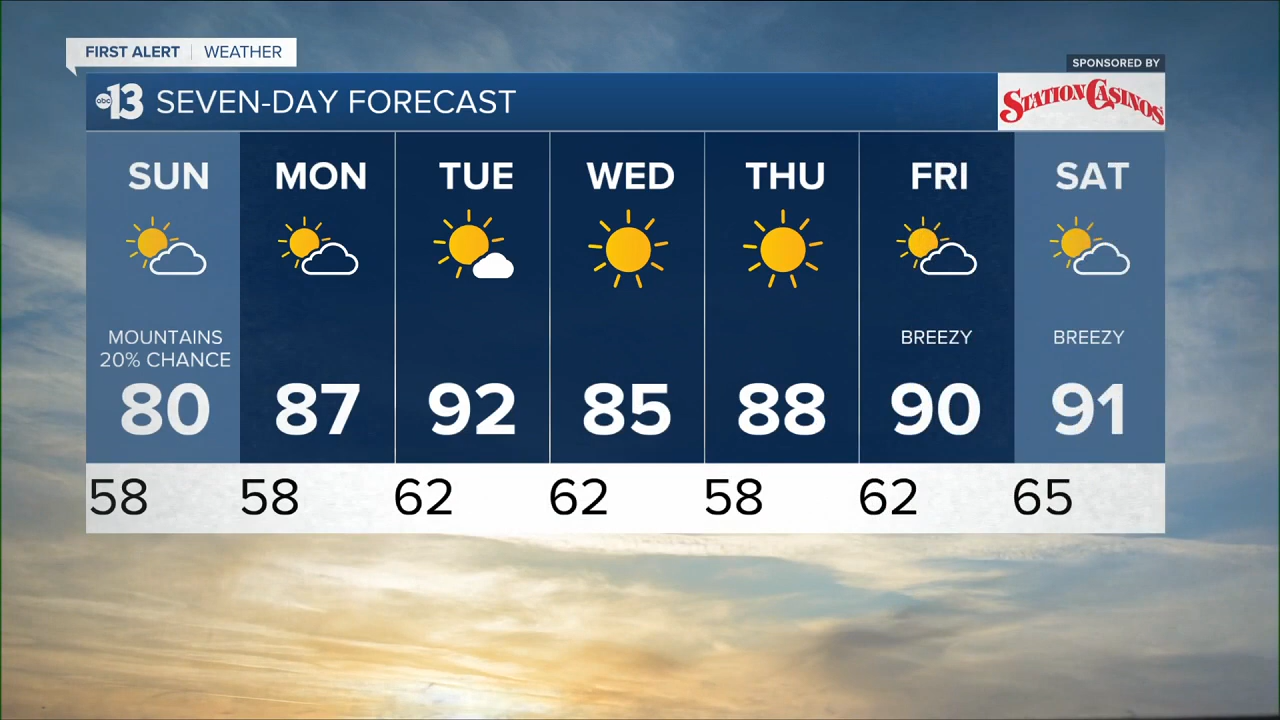 FIRST ALERT | WEATHER
SPONSORED BY
abc 13 SEVEN-DAY FORECAST
STATION CASINOS
SUN MON TUE WED THU FRI SAT
MOUNTAINS BREEZY BREEZY
20% CHANCE
80 87 92 85 88 90 91
58 58 62 62 58 62 65